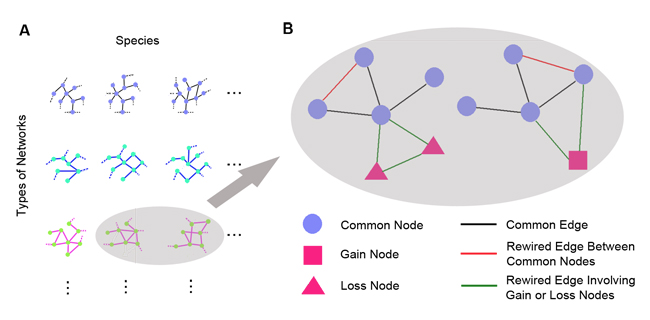 A
Species
Types of Networks
B
Common Node
Gain Node
Loss Node
Common Edge
Rewired Edge Between
Common Nodes
Rewired Edge Involving
Gain or Loss Nodes